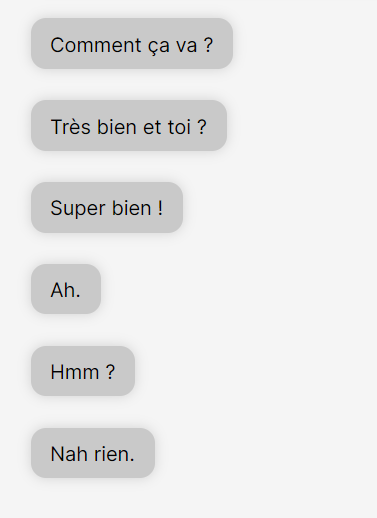 Comment ça va ?
Très bien et toi ?
Super bien !
Ah.
Hmm ?
Nah rien.